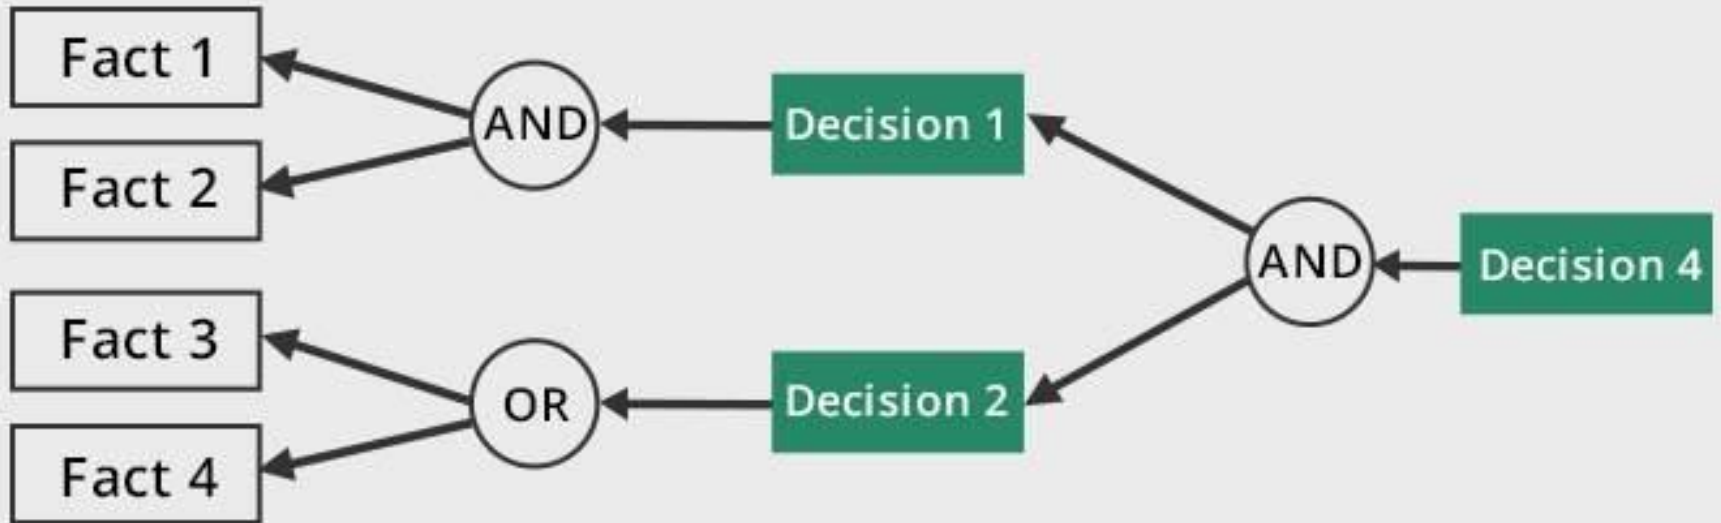 Fact 1
Fact 2
AND
Decision 1
Fact 3
Fact 4
OR
Decision 2
AND
Decision 4